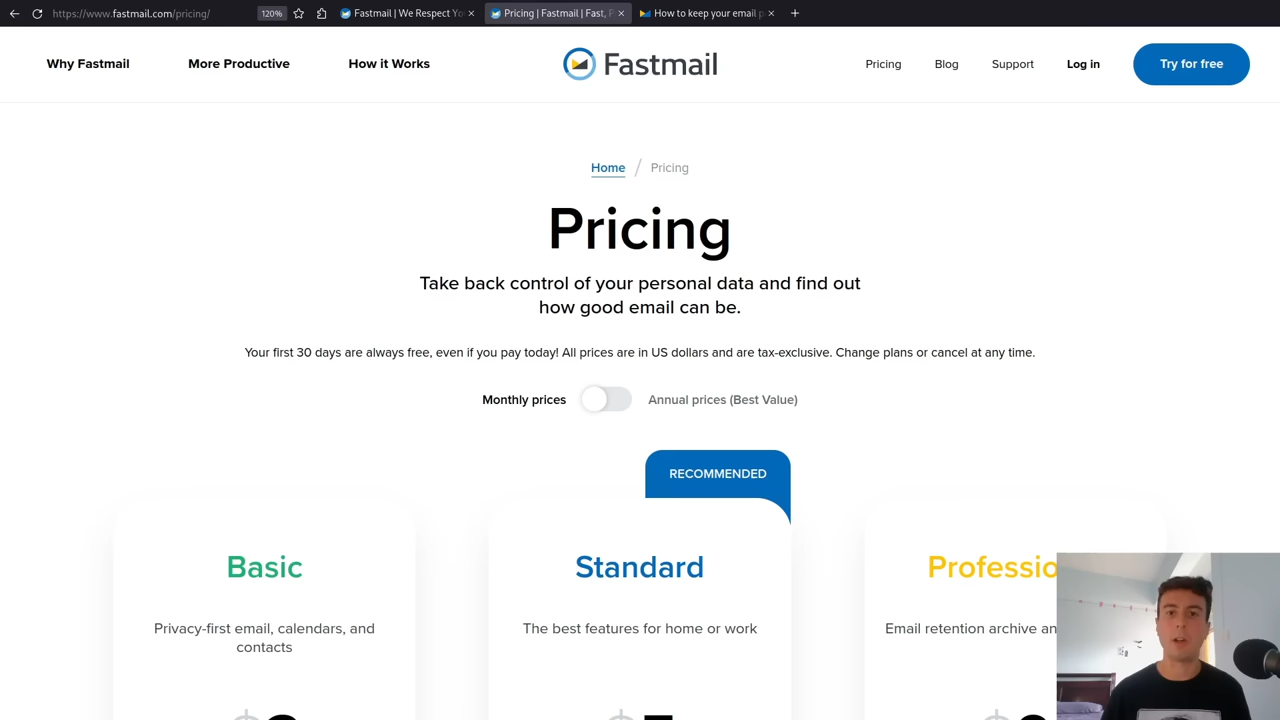 https://www.fastmail.com/pricing/
120%
Fastmail | We Respect Yo
Pricing | Fastmail | Fast, P
How to keep your email p
Why Fastmail
More Productive
How it Works
Fastmail
Pricing
Blog
Support
Log in
Try for free
Home / Pricing
Pricing
Take back control of your personal data and find out
how good email can be.
Your first 30 days are always free, even if you pay today! All prices are in US dollars and are tax-exclusive. Change plans or cancel at any time.
Monthly prices
Annual prices (Best Value)
RECOMMENDED
Basic
Standard
Professio
Privacy-first email, calendars, and
contacts
The best features for home or work
Email retention archive an